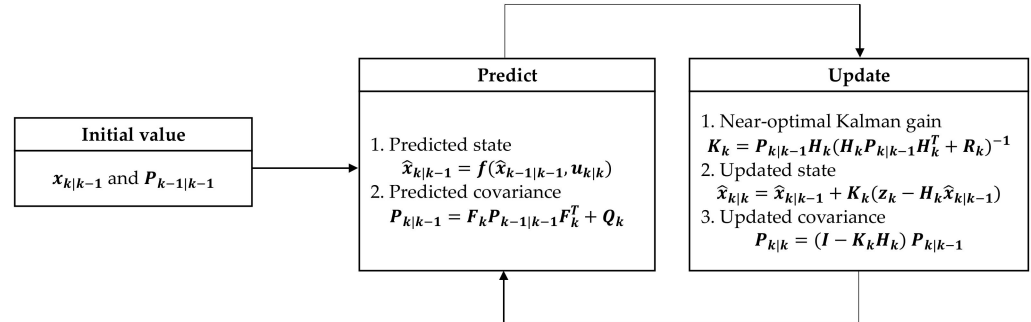 Initial value
x_{k|k−1} and P_{k−1|k−1}
Predict
1. Predicted state
x̂_{k|k−1} = f(x̂_{k−1|k−1}, u_{k|k})
2. Predicted covariance
P_{k|k−1} = F_k P_{k−1|k−1} F_k^T + Q_k
Update
1. Near-optimal Kalman gain
K_k = P_{k|k−1} H_k (H_k P_{k|k−1} H_k^T + R_k)^{−1}
2. Updated state
x̂_{k|k} = x̂_{k|k−1} + K_k (z_k − H_k x̂_{k|k−1})
3. Updated covariance
P_{k|k} = (I − K_k H_k) P_{k|k−1}